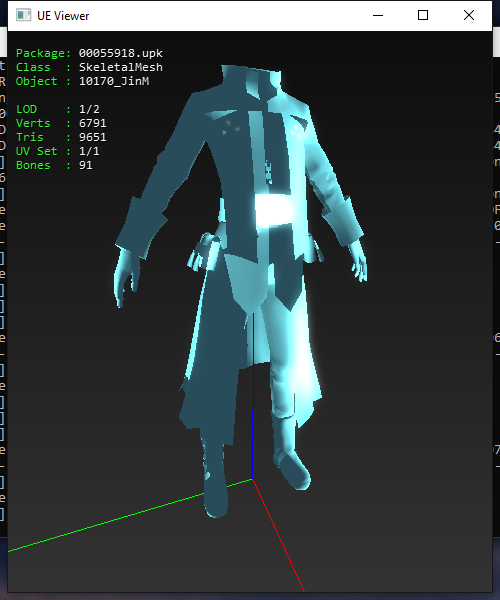 UE Viewer
Package: 00055918.upk
Class : SkeletalMesh
Object : 10170_JinM
LOD : 1/2
Verts : 6791
Tris : 9651
UV Set : 1/1
Bones : 91